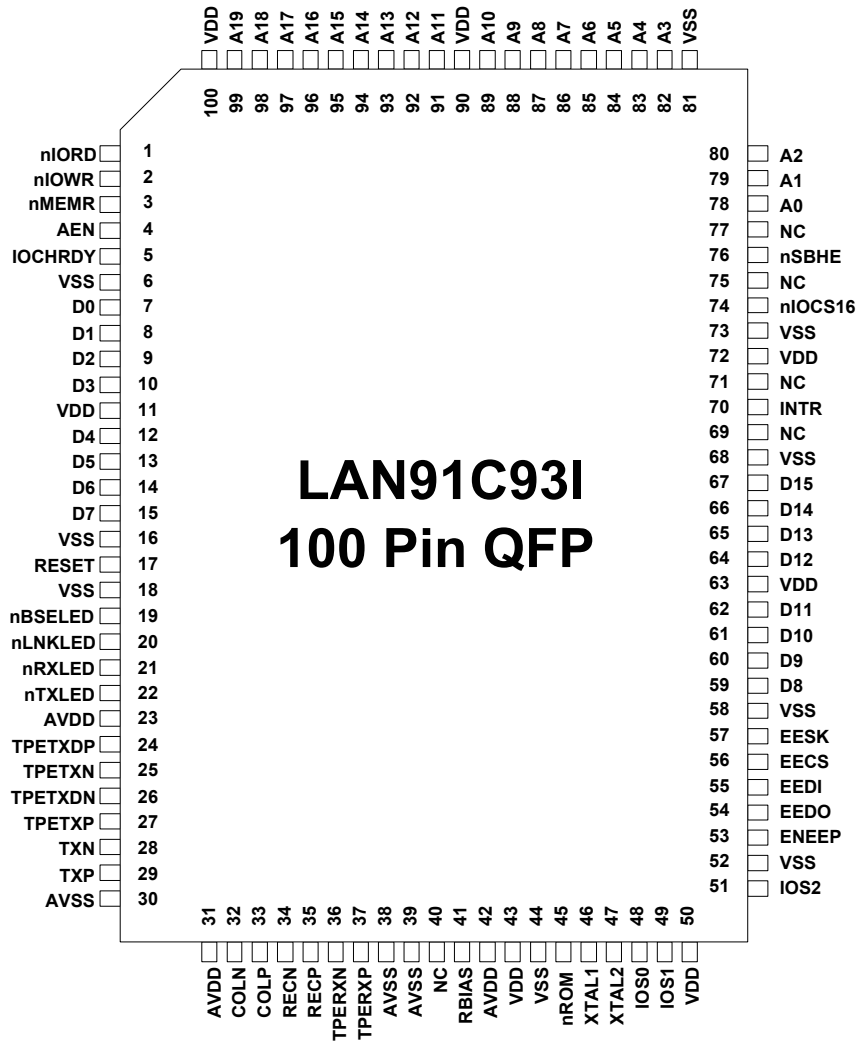 VDD A19 A18 A17 A16 A15 A14 A13 A12 A11 VDD A10 A9 A8 A7 A6 A5 A4 A3 VSS
100 99 98 97 96 95 94 93 92 91 90 89 88 87 86 85 84 83 82 81
nIORD 1
nIOWR 2
nMEMR 3
AEN 4
IOCHRDY 5
VSS 6
D0 7
D1 8
D2 9
D3 10
VDD 11
D4 12
D5 13
D6 14
D7 15
VSS 16
RESET 17
VSS 18
nBSELED 19
nLNKLED 20
nRXLED 21
nTXLED 22
AVDD 23
TPETXDP 24
TPETXN 25
TPETXDN 26
TPETXP 27
TXN 28
TXP 29
AVSS 30
LAN91C93I
100 Pin QFP
80 A2
79 A1
78 A0
77 NC
76 nSBHE
75 NC
74 nIOCS16
73 VSS
72 VDD
71 NC
70 INTR
69 NC
68 VSS
67 D15
66 D14
65 D13
64 D12
63 VDD
62 D11
61 D10
60 D9
59 D8
58 VSS
57 EESK
56 EECS
55 EEDI
54 EEDO
53 ENEEP
52 VSS
51 IOS2
31 32 33 34 35 36 37 38 39 40 41 42 43 44 45 46 47 48 49 50
AVDD COLN COLP RECN RECP TPERXN TPERXP AVSS AVSS NC RBIAS AVDD VDD VSS nROM XTAL1 XTAL2 IOS0 IOS1 VDD